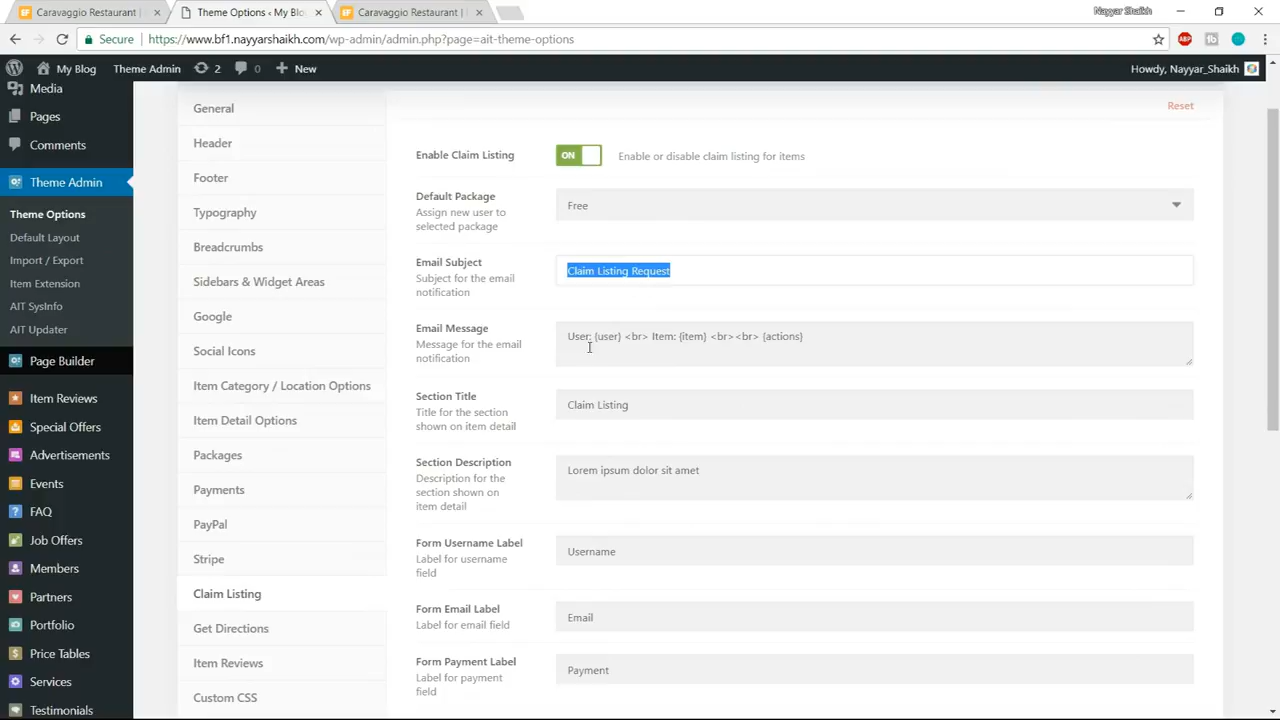 Caravaggio Restaurant |
Theme Options ‹ My Blo
Caravaggio Restaurant |
Nayyar Shaikh
Secure
https://www.bf1.nayyarshaikh.com/wp-admin/admin.php?page=ait-theme-options
ABP
tb
My Blog
Theme Admin
2
0
New
Howdy, Nayyar_Shaikh
Media
Pages
Comments
Theme Admin
Theme Options
Default Layout
Import / Export
Item Extension
AIT SysInfo
AIT Updater
Page Builder
Item Reviews
Special Offers
Advertisements
Events
FAQ
Job Offers
Members
Partners
Portfolio
Price Tables
Services
Testimonials
General
Header
Footer
Typography
Breadcrumbs
Sidebars & Widget Areas
Google
Social Icons
Item Category / Location Options
Item Detail Options
Packages
Payments
PayPal
Stripe
Claim Listing
Get Directions
Item Reviews
Custom CSS
Reset
Enable Claim Listing
ON
Enable or disable claim listing for items
Default Package
Assign new user to
selected package
Free
Email Subject
Subject for the email
notification
Claim Listing Request
Email Message
Message for the email
notification
User: {user} <br> Item: {item} <br><br> {actions}
Section Title
Title for the section
shown on item detail
Claim Listing
Section Description
Description for the
section shown on
item detail
Lorem ipsum dolor sit amet
Form Username Label
Label for username
field
Username
Form Email Label
Label for email field
Email
Form Payment Label
Label for payment
field
Payment